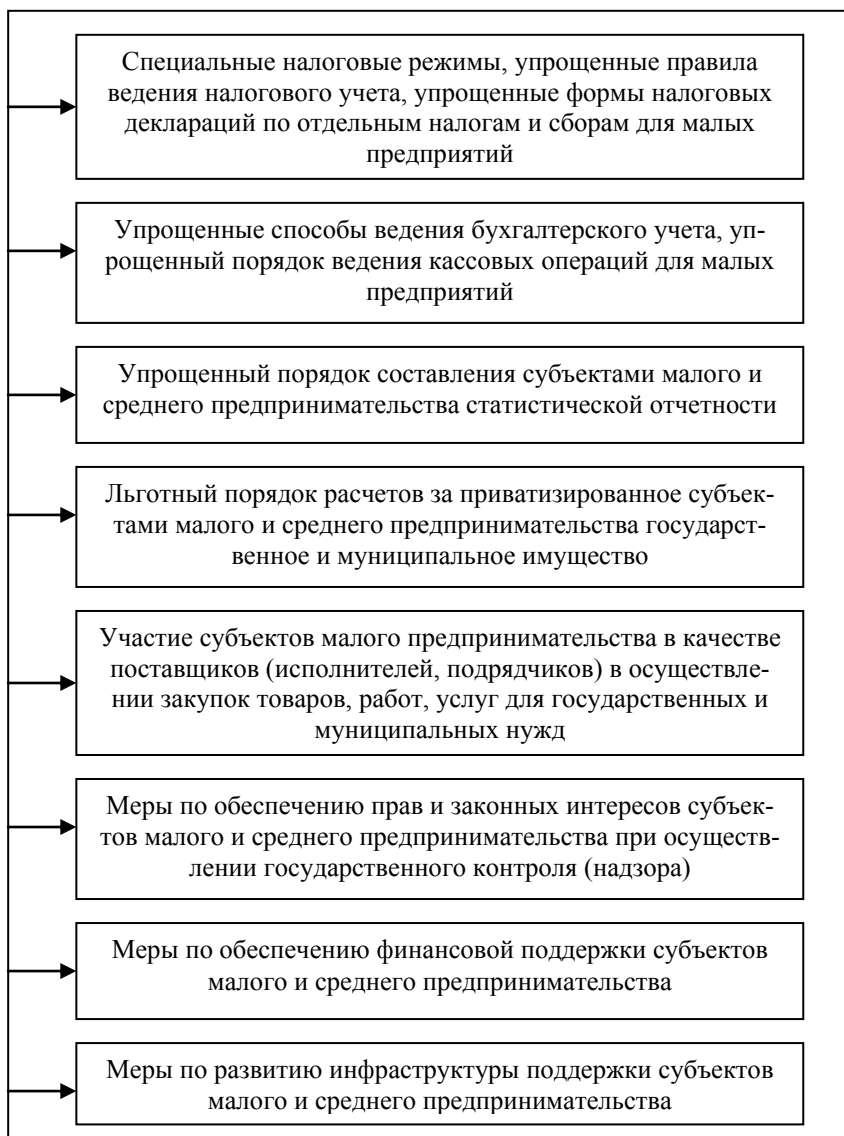 Специальные налоговые режимы, упрощенные правила
ведения налогового учета, упрощенные формы налоговых
деклараций по отдельным налогам и сборам для малых
предприятий
Упрощенные способы ведения бухгалтерского учета, уп-
рощенный порядок ведения кассовых операций для малых
предприятий
Упрощенный порядок составления субъектами малого и
среднего предпринимательства статистической отчетности
Льготный порядок расчетов за приватизированное субъек-
тами малого и среднего предпринимательства государст-
венное и муниципальное имущество
Участие субъектов малого предпринимательства в качестве
поставщиков (исполнителей, подрядчиков) в осуществле-
нии закупок товаров, работ, услуг для государственных и
муниципальных нужд
Меры по обеспечению прав и законных интересов субъек-
тов малого и среднего предпринимательства при осуществ-
лении государственного контроля (надзора)
Меры по обеспечению финансовой поддержки субъектов
малого и среднего предпринимательства
Меры по развитию инфраструктуры поддержки субъектов
малого и среднего предпринимательства